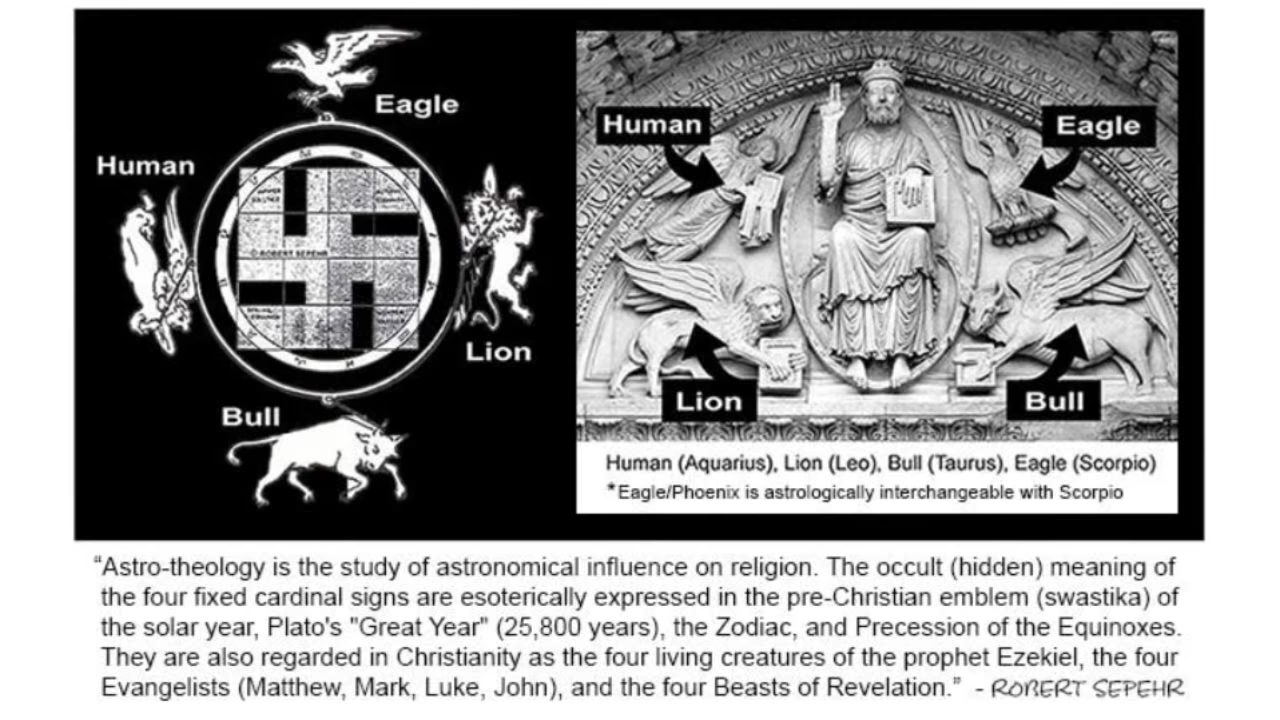 Eagle
Human
© ROBERT SEPEHR
Lion
Bull
Human
Eagle
Lion
Bull
Human (Aquarius), Lion (Leo), Bull (Taurus), Eagle (Scorpio)
*Eagle/Phoenix is astrologically interchangeable with Scorpio
“Astro-theology is the study of astronomical influence on religion. The occult (hidden) meaning of
the four fixed cardinal signs are esoterically expressed in the pre-Christian emblem (swastika) of
the solar year, Plato's "Great Year" (25,800 years), the Zodiac, and Precession of the Equinoxes.
They are also regarded in Christianity as the four living creatures of the prophet Ezekiel, the four
Evangelists (Matthew, Mark, Luke, John), and the four Beasts of Revelation.” - ROBERT SEPEHR